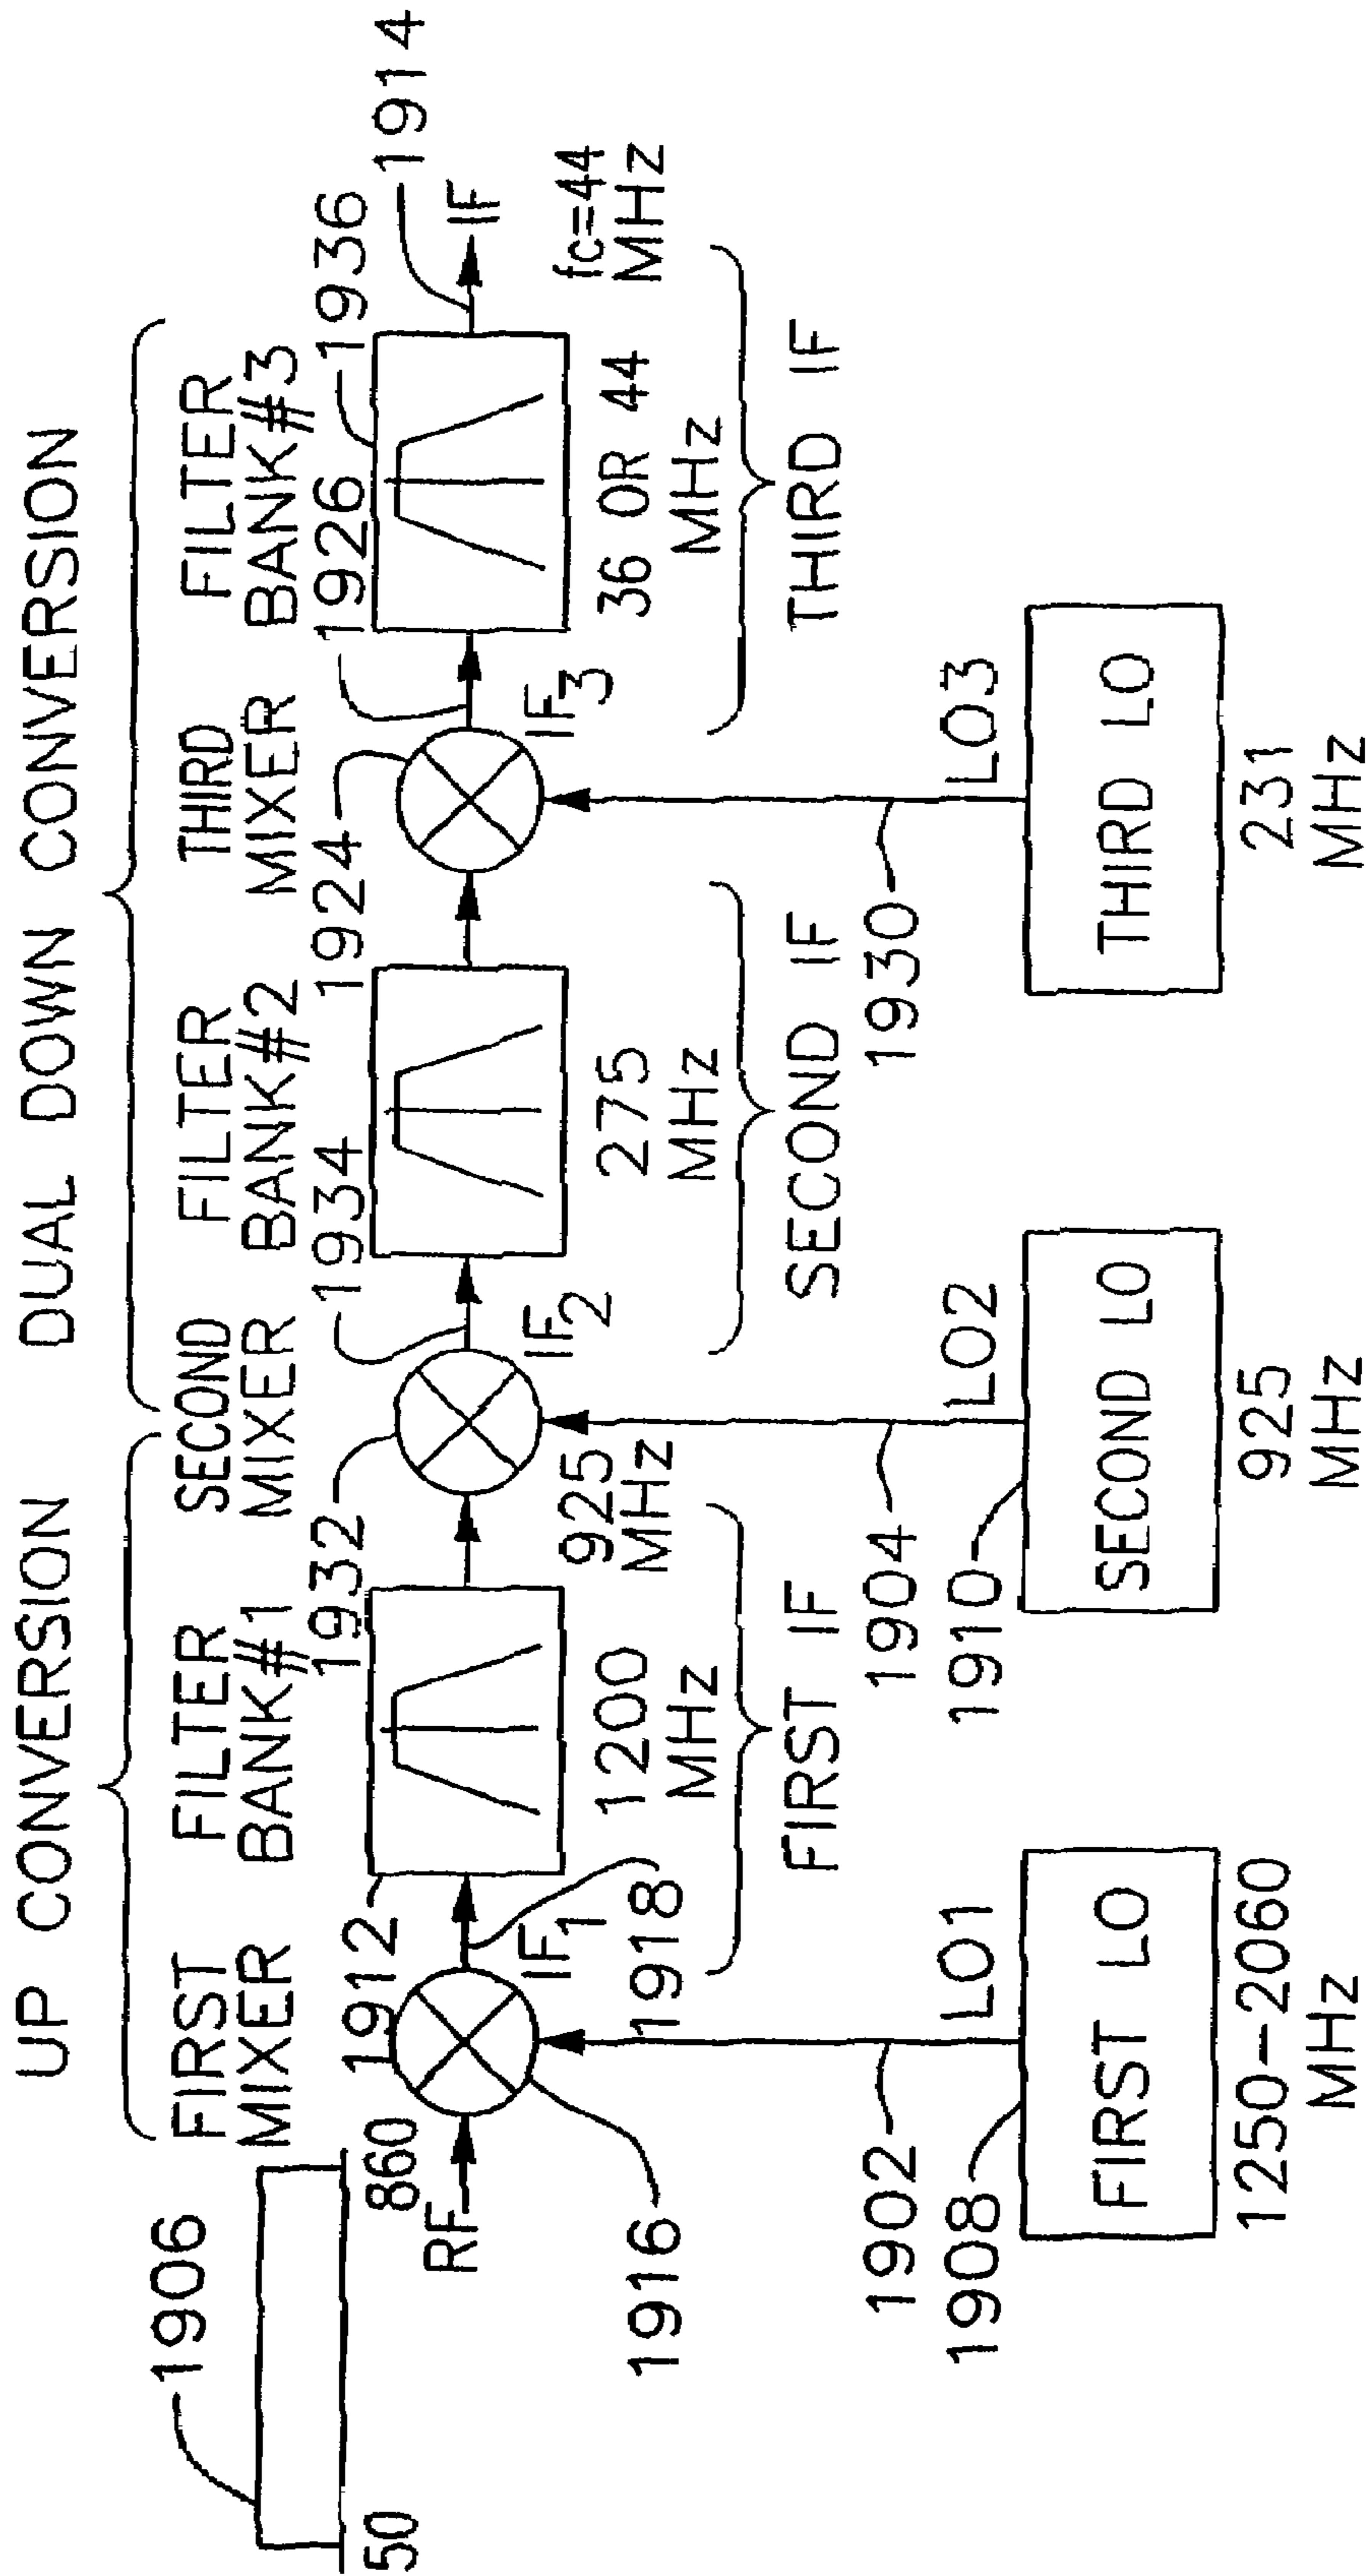 UP CONVERSION
DUAL DOWN CONVERSION
1906
50
860
FIRST
MIXER
FILTER
BANK#1
SECOND
MIXER
FILTER
BANK#2
THIRD
MIXER
FILTER
BANK#3
1912
1932
1934
1924
1926
1936
1914
RF
IF1
1918
925
MHz
IF2
IF3
IF
1916
1200
MHz
275
MHz
36 OR 44
MHz
fc=44
MHz
FIRST IF
SECOND IF
THIRD IF
1902
1904
1930
1908
LO1
1910
LO2
LO3
FIRST LO
SECOND LO
THIRD LO
1250-2060
MHz
925
MHz
231
MHz